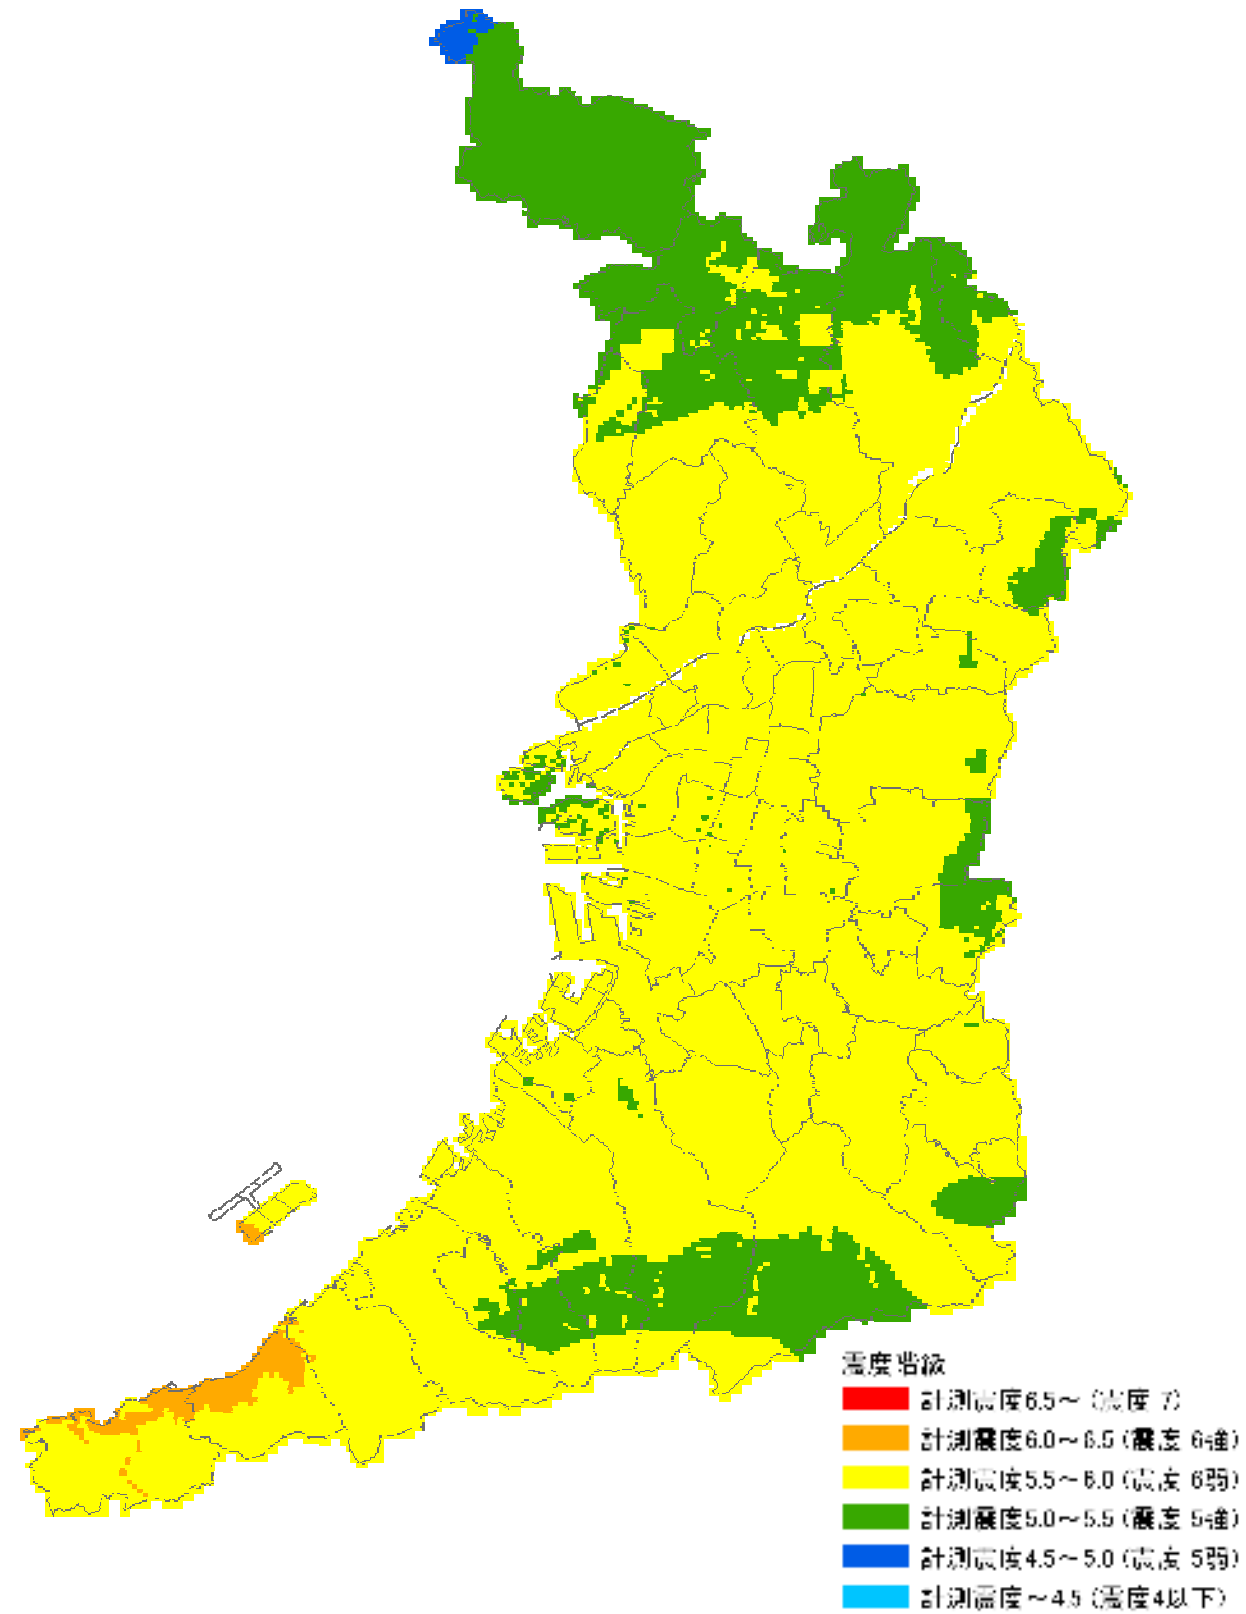 震度階級
計測震度6.5～（震度 7）
計測震度6.0～6.5（震度 6強）
計測震度5.5～6.0（震度 6弱）
計測震度5.0～5.5（震度 5強）
計測震度4.5～5.0（震度 5弱）
計測震度～4.5（震度4以下）